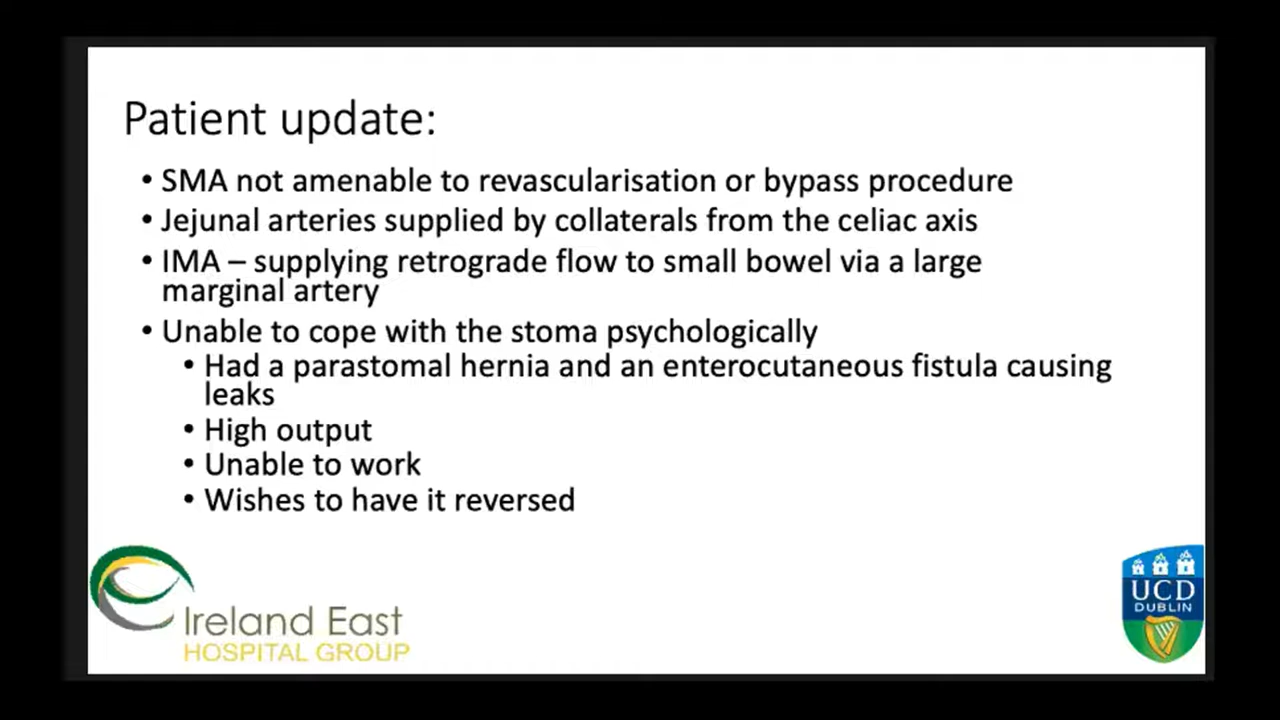 Patient update:
• SMA not amenable to revascularisation or bypass procedure
• Jejunal arteries supplied by collaterals from the celiac axis
• IMA – supplying retrograde flow to small bowel via a large
marginal artery
• Unable to cope with the stoma psychologically
• Had a parastomal hernia and an enterocutaneous fistula causing
leaks
• High output
• Unable to work
• Wishes to have it reversed
Ireland East
HOSPITAL GROUP
UCD
DUBLIN